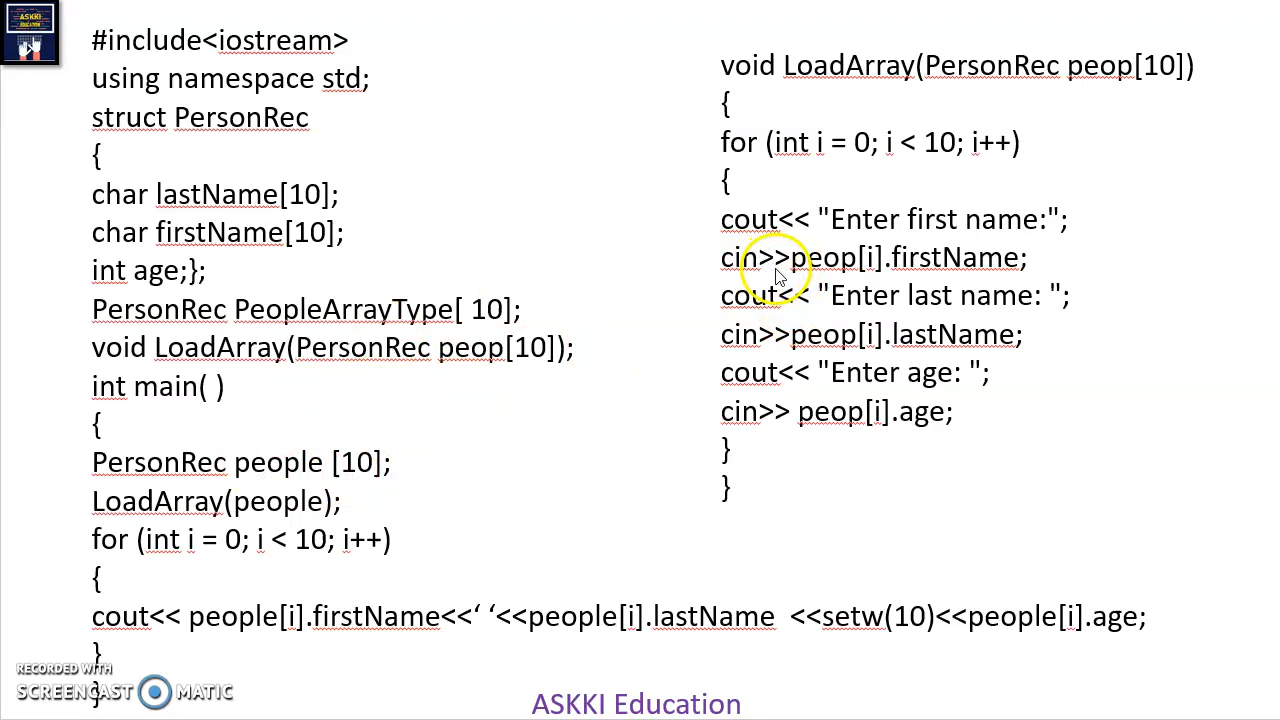 ASKKI
EDUCATION
#include<iostream>
using namespace std;
struct PersonRec
{
char lastName[10];
char firstName[10];
int age;};
PersonRec PeopleArrayType[ 10];
void LoadArray(PersonRec peop[10]);
int main( )
{
PersonRec people [10];
LoadArray(people);
for (int i = 0; i < 10; i++)
{
cout<< people[i].firstName<<‘ ‘<<people[i].lastName  <<setw(10)<<people[i].age;
}
}
void LoadArray(PersonRec peop[10])
{
for (int i = 0; i < 10; i++)
{
cout<< "Enter first name:";
cin>>peop[i].firstName;
cout<< "Enter last name: ";
cin>>peop[i].lastName;
cout<< "Enter age: ";
cin>> peop[i].age;
}
}
RECORDED WITH
SCREENCAST MATIC
ASKKI Education